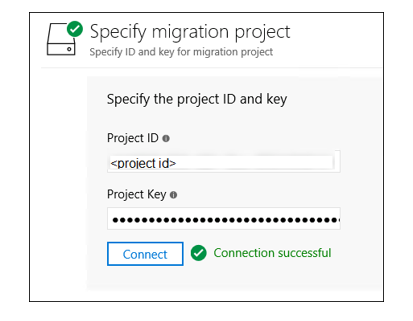 Specify migration project
Specify ID and key for migration project
Specify the project ID and key
Project ID
<project id>
Project Key
••••••••••••••••••••••••••••••••
Connect
Connection successful